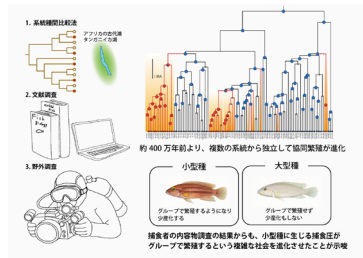 1. 系統種間比較法
アフリカの古代湖
タンガニイカ湖
2. 文献調査
Fish
3. 野外調査
約 400 万年前より、複数の系統から独立して協同繁殖が進化
小型種
グループで繁殖するようになり
少産化する
大型種
グループで繁殖せず
少産化もしない
捕食者の内容物調査の結果からも、小型種に生じる捕食圧が
グループで繁殖するという複雑な社会を進化させたことが示唆